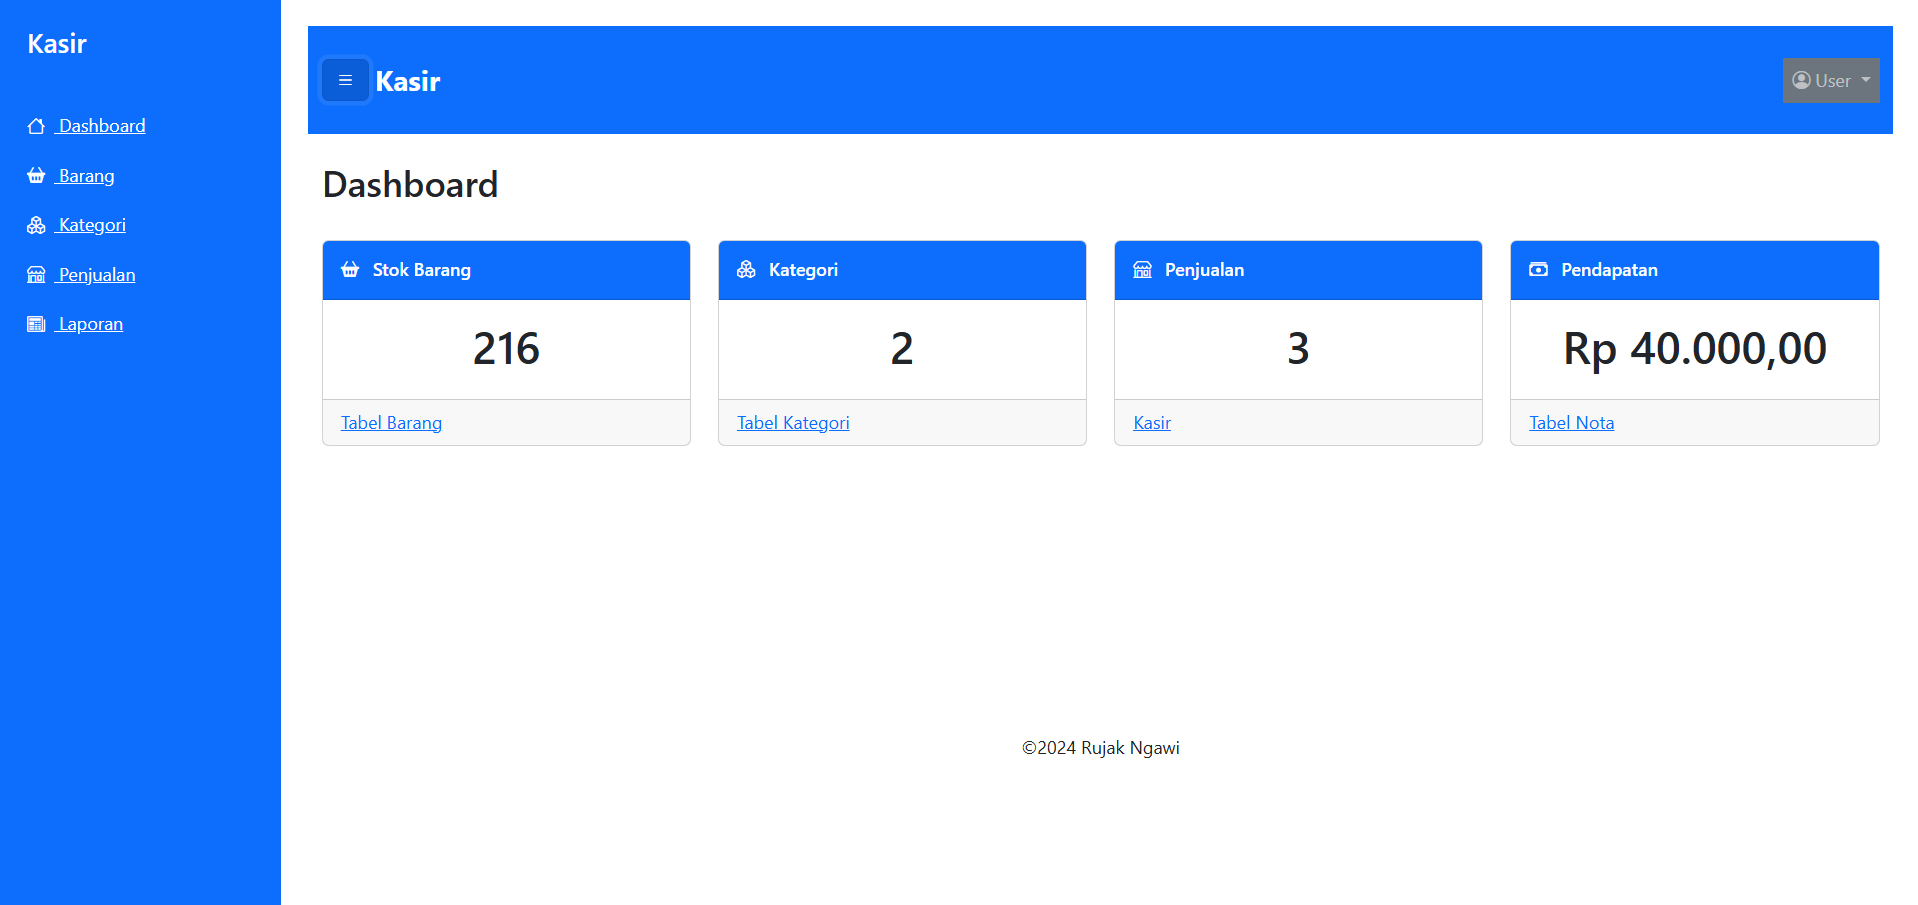 Kasir
Dashboard
Barang
Kategori
Penjualan
Laporan
Kasir
User
Dashboard
Stok Barang
216
Tabel Barang
Kategori
2
Tabel Kategori
Penjualan
3
Kasir
Pendapatan
Rp 40.000,00
Tabel Nota
©2024 Rujak Ngawi